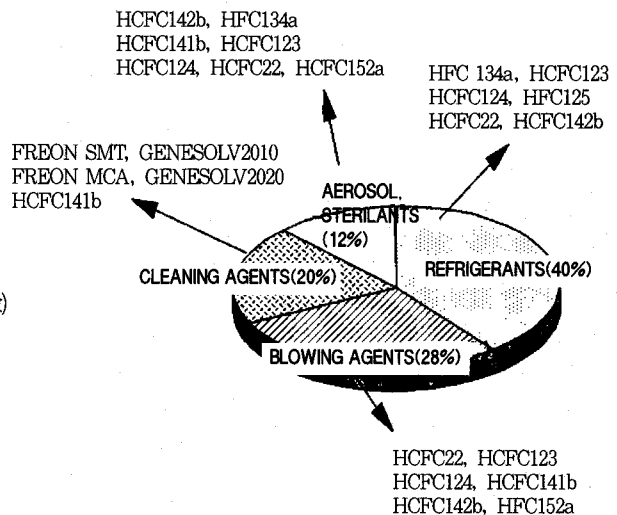 HCFC142b, HFC134a
HCFC141b, HCFC123
HCFC124, HCFC22, HCFC152a
HFC 134a, HCFC123
HCFC124, HFC125
HCFC22, HCFC142b
FREON SMT, GENESOLV2010
FREON MCA, GENESOLV2020
HCFC141b
AEROSOL,
STERILANTS
(12%)
REFRIGERANTS(40%)
CLEANING AGENTS(20%)
BLOWING AGENTS(28%)
HCFC22, HCFC123
HCFC124, HCFC141b
HCFC142b, HFC152a